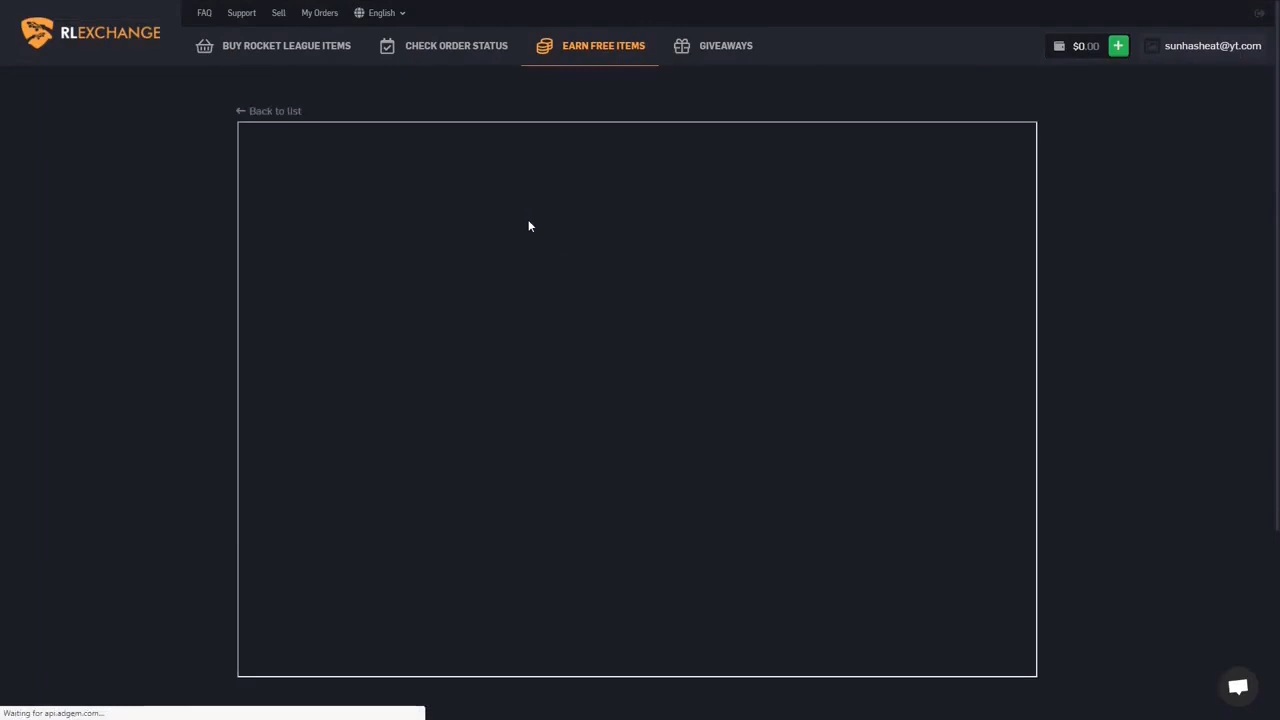 FAQ Support Sell My Orders English
RLEXCHANGE
BUY ROCKET LEAGUE ITEMS CHECK ORDER STATUS EARN FREE ITEMS GIVEAWAYS $0.00 + sunhasheat@yt.com
← Back to list
Waiting for api.adgem.com...